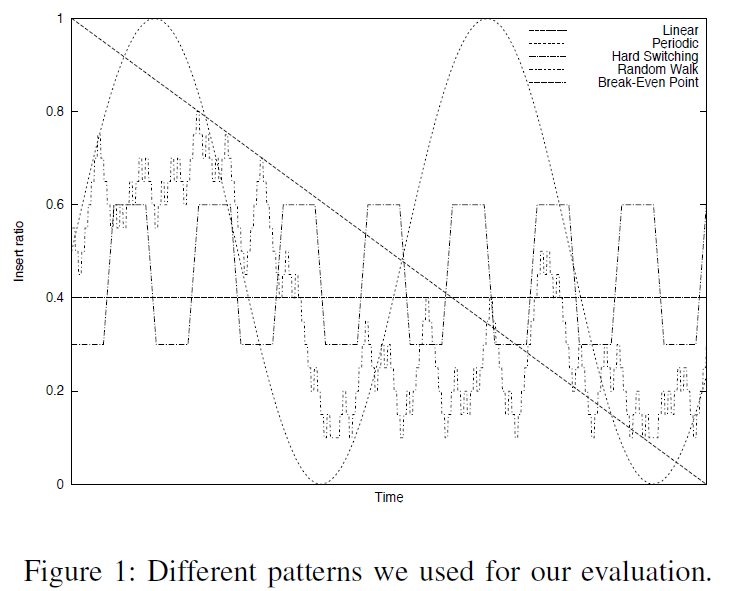 1
Linear
Periodic
Hard Switching
Random Walk
Break-Even Point
0.8
0.6
Insert ratio
0.4
0.2
0
Time
Figure 1: Different patterns we used for our evaluation.